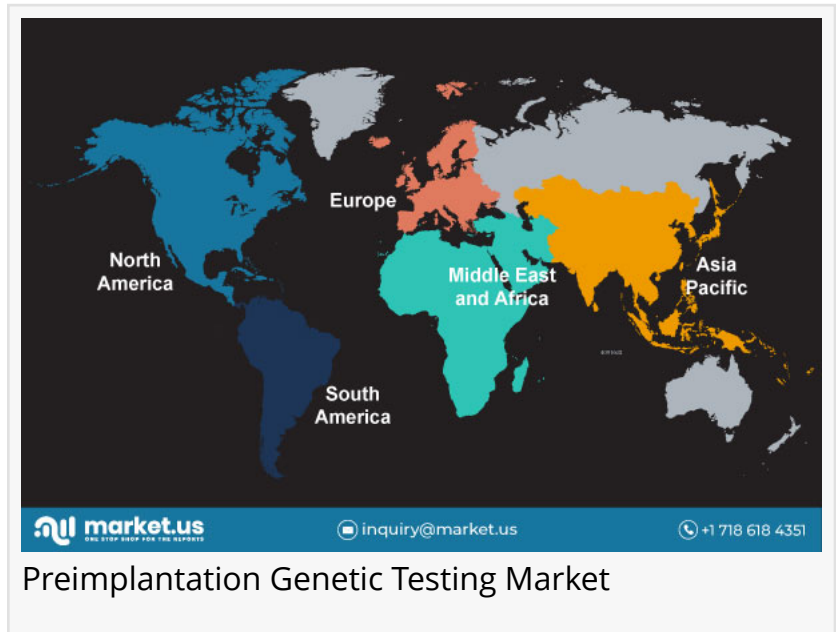 Europe
North
America
Middle East
and Africa
Asia
Pacific
South
America
market.us
ONE STOP SHOP FOR THE REPORTS
inquiry@market.us
+1 718 618 4351
Preimplantation Genetic Testing Market